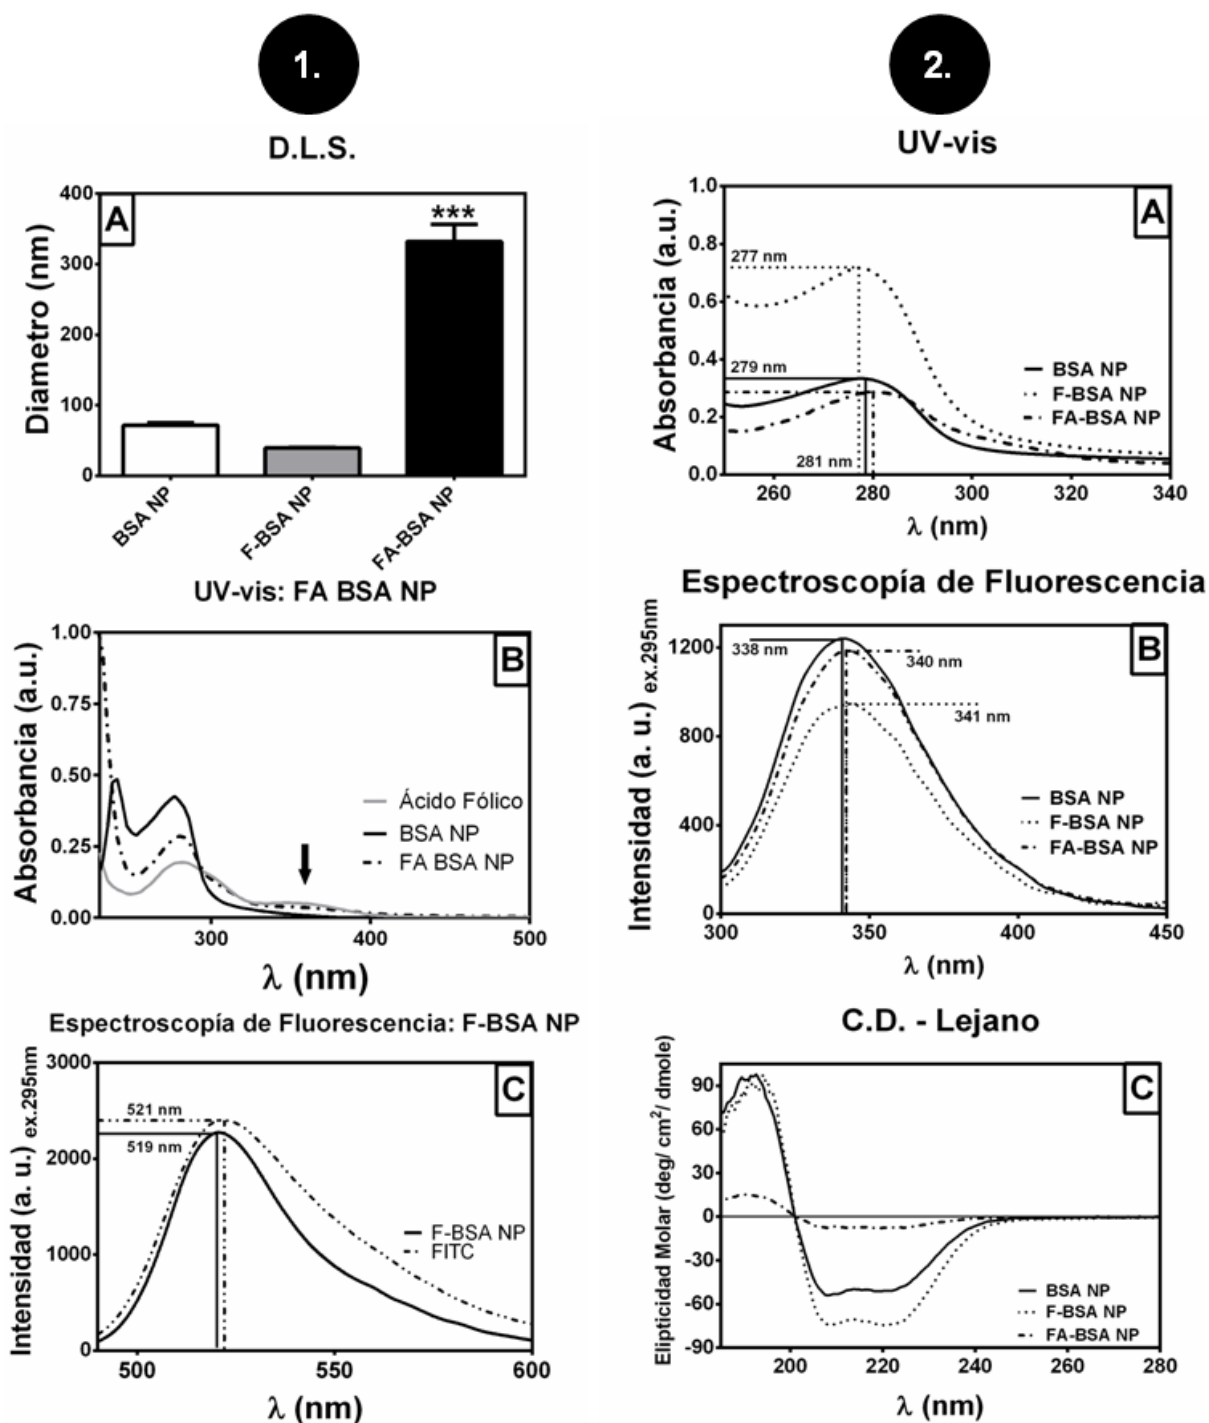 1.
D.L.S.
A
***
Diametro (nm)
400
300
200
100
0
BSA NP
F-BSA NP
FA-BSA NP
UV-vis: FA BSA NP
B
Absorbancia (a.u.)
1.00
0.75
0.50
0.25
0.00
Ácido Fólico
BSA NP
FA BSA NP
300
400
500
λ (nm)
Espectroscopía de Fluorescencia: F-BSA NP
C
Intensidad (a. u.) ex.295nm
3000
2000
1000
0
521 nm
519 nm
F-BSA NP
FITC
500
550
600
λ (nm)
2.
UV-vis
A
Absorbancia (a.u.)
1.0
0.8
0.6
0.4
0.2
0.0
277 nm
279 nm
281 nm
BSA NP
F-BSA NP
FA-BSA NP
260
280
300
320
340
λ (nm)
Espectroscopía de Fluorescencia
B
Intensidad (a. u.) ex.295nm
1200
800
400
0
338 nm
340 nm
341 nm
BSA NP
F-BSA NP
FA-BSA NP
300
350
400
450
λ (nm)
C.D. - Lejano
C
Elipticidad Molar (deg/ cm²/ dmole)
90
60
30
0
-30
-60
-90
BSA NP
F-BSA NP
FA-BSA NP
200
220
240
260
280
λ (nm)